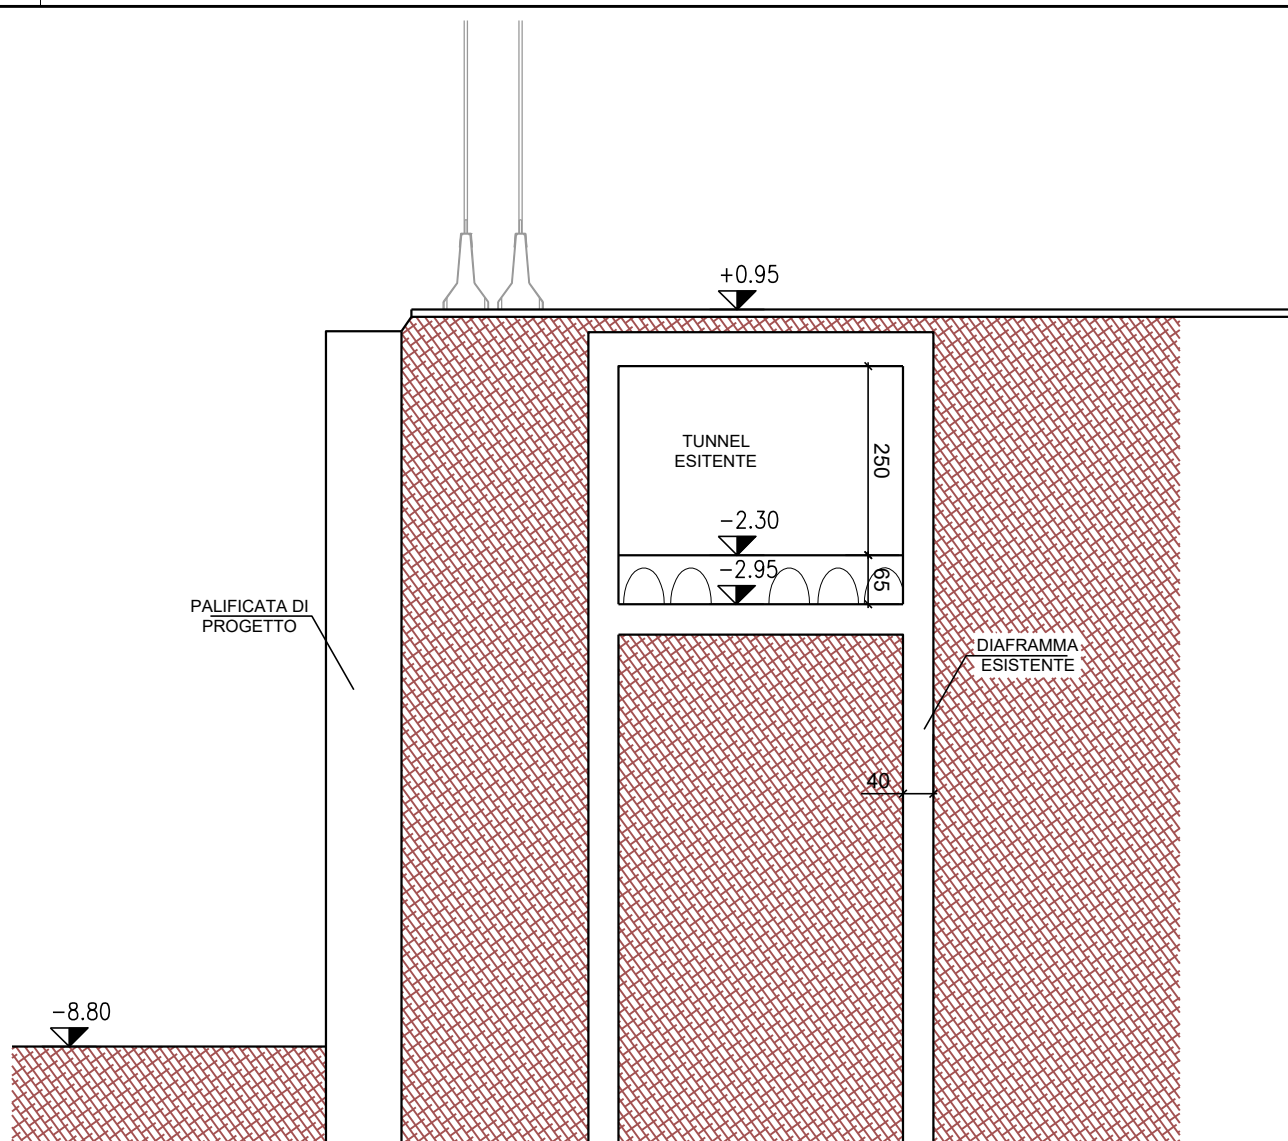 +0.95
TUNNEL
ESITENTE
250
-2.30
-2.95
65
PALIFICATA DI
PROGETTO
DIAFRAMMA
ESISTENTE
40
-8.80